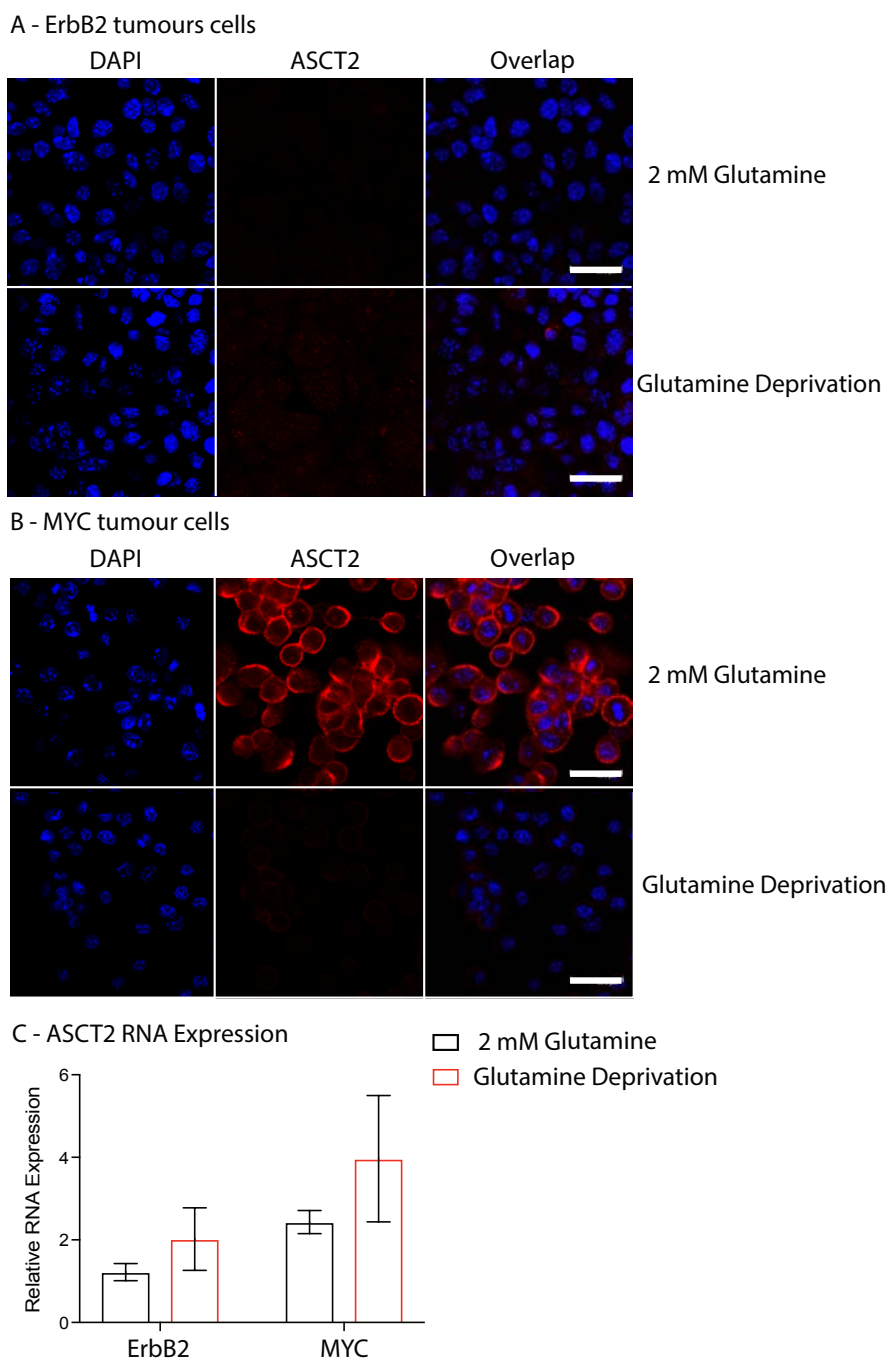 A - ErbB2 tumours cells
DAPI ASCT2 Overlap
2 mM Glutamine
Glutamine Deprivation
B - MYC tumour cells
DAPI ASCT2 Overlap
2 mM Glutamine
Glutamine Deprivation
C - ASCT2 RNA Expression
2 mM Glutamine
Glutamine Deprivation
Relative RNA Expression
6
4
2
0
ErbB2 MYC